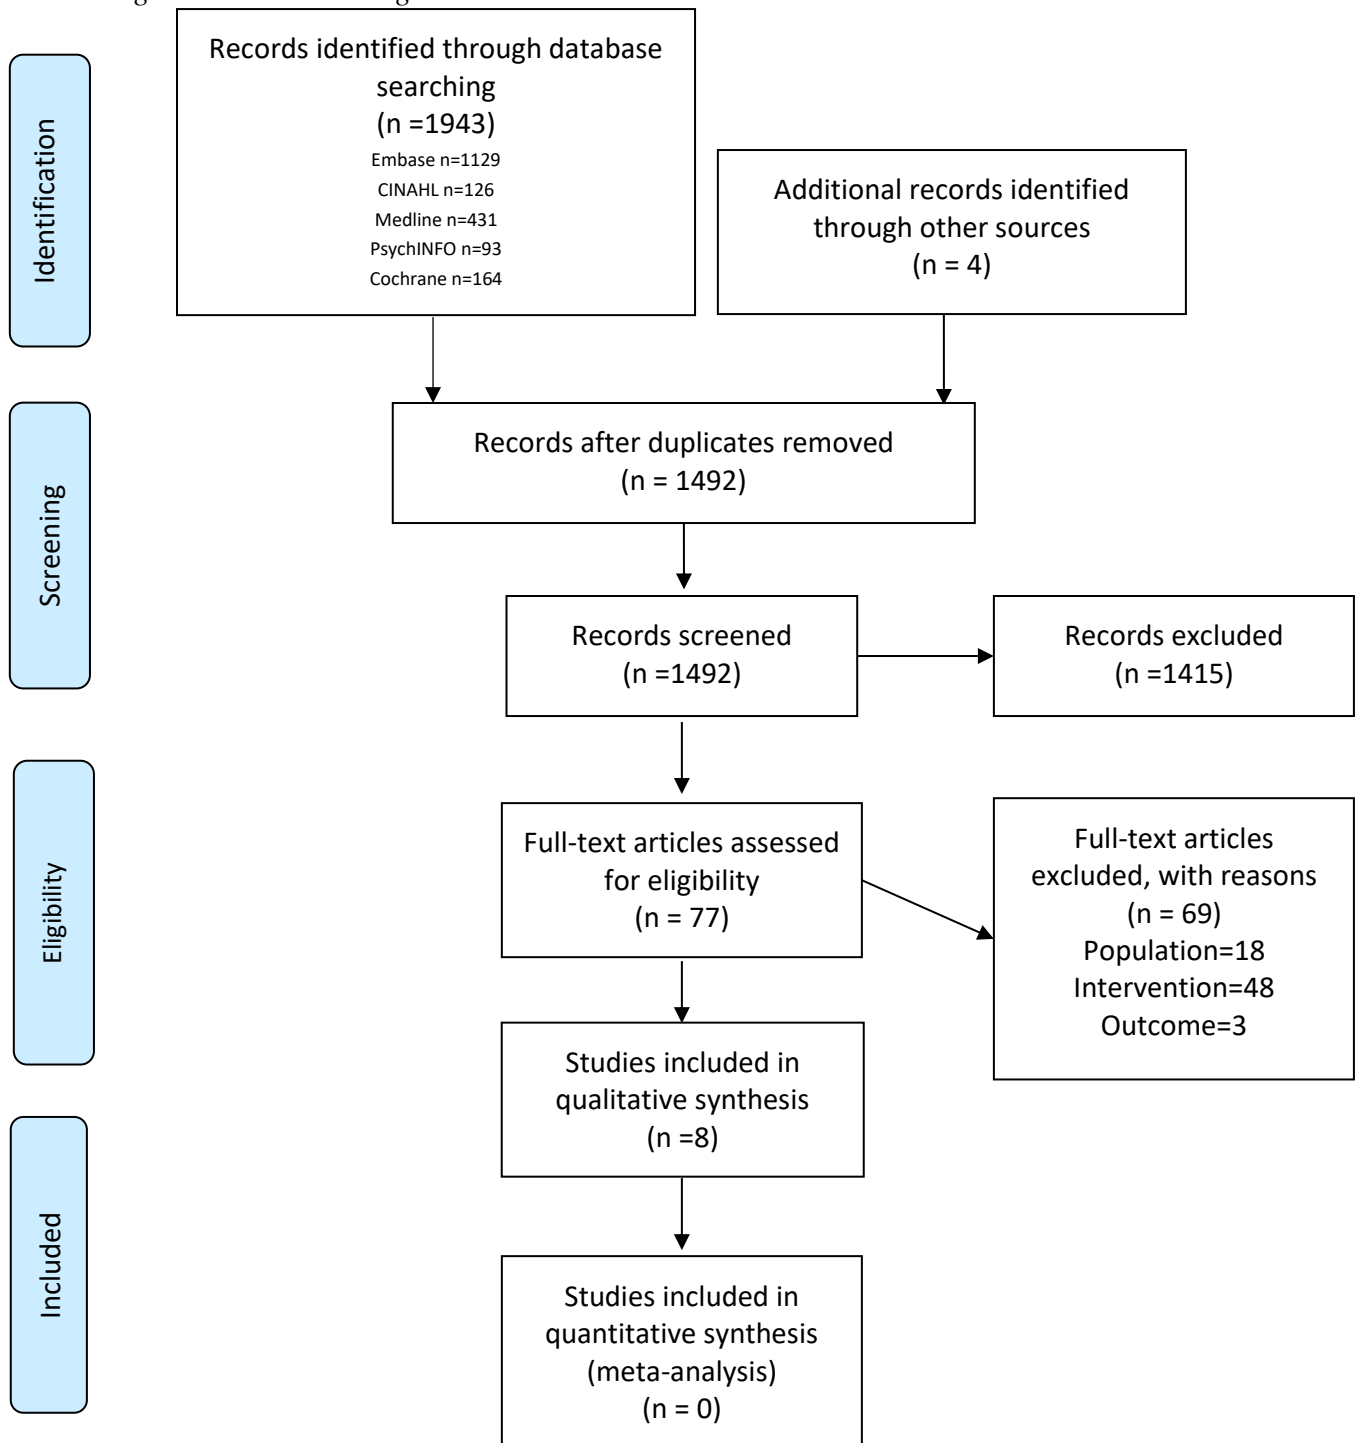 Identification
Records identified through database
searching
(n =1943)
Embase n=1129
CINAHL n=126
Medline n=431
PsychINFO n=93
Cochrane n=164
Additional records identified
through other sources
(n = 4)
Screening
Records after duplicates removed
(n = 1492)
Records screened
(n =1492)
Records excluded
(n =1415)
Eligibility
Full-text articles assessed
for eligibility
(n = 77)
Full-text articles
excluded, with reasons
(n = 69)
Population=18
Intervention=48
Outcome=3
Studies included in
qualitative synthesis
(n =8)
Included
Studies included in
quantitative synthesis
(meta-analysis)
(n = 0)